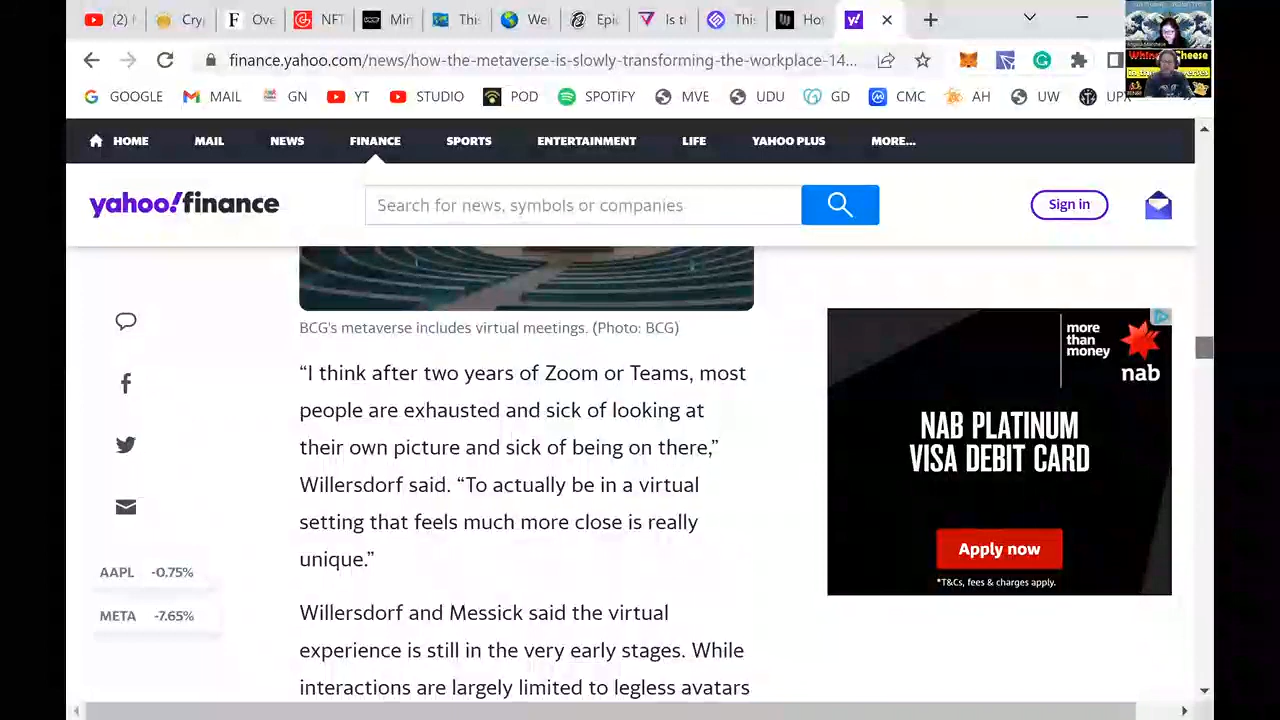 (2)
Cry
Ove
NFT
Mir
Thi
We
Epi
Is ti
This
Ho
finance.yahoo.com/news/how-the-metaverse-is-slowly-transforming-the-workplace-14...
GOOGLE
MAIL
GN
YT
STUDIO
POD
SPOTIFY
MVE
UDU
GD
CMC
AH
UW
UPX
HOME
MAIL
NEWS
FINANCE
SPORTS
ENTERTAINMENT
LIFE
YAHOO PLUS
MORE...
yahoo!finance
Search for news, symbols or companies
Sign in
BCG's metaverse includes virtual meetings. (Photo: BCG)
“I think after two years of Zoom or Teams, most
people are exhausted and sick of looking at
their own picture and sick of being on there,”
Willersdorf said. “To actually be in a virtual
setting that feels much more close is really
unique.”
Willersdorf and Messick said the virtual
experience is still in the very early stages. While
interactions are largely limited to legless avatars
AAPL -0.75%
META -7.65%
more
than
money
nab
NAB PLATINUM
VISA DEBIT CARD
Apply now
*T&Cs, fees & charges apply.